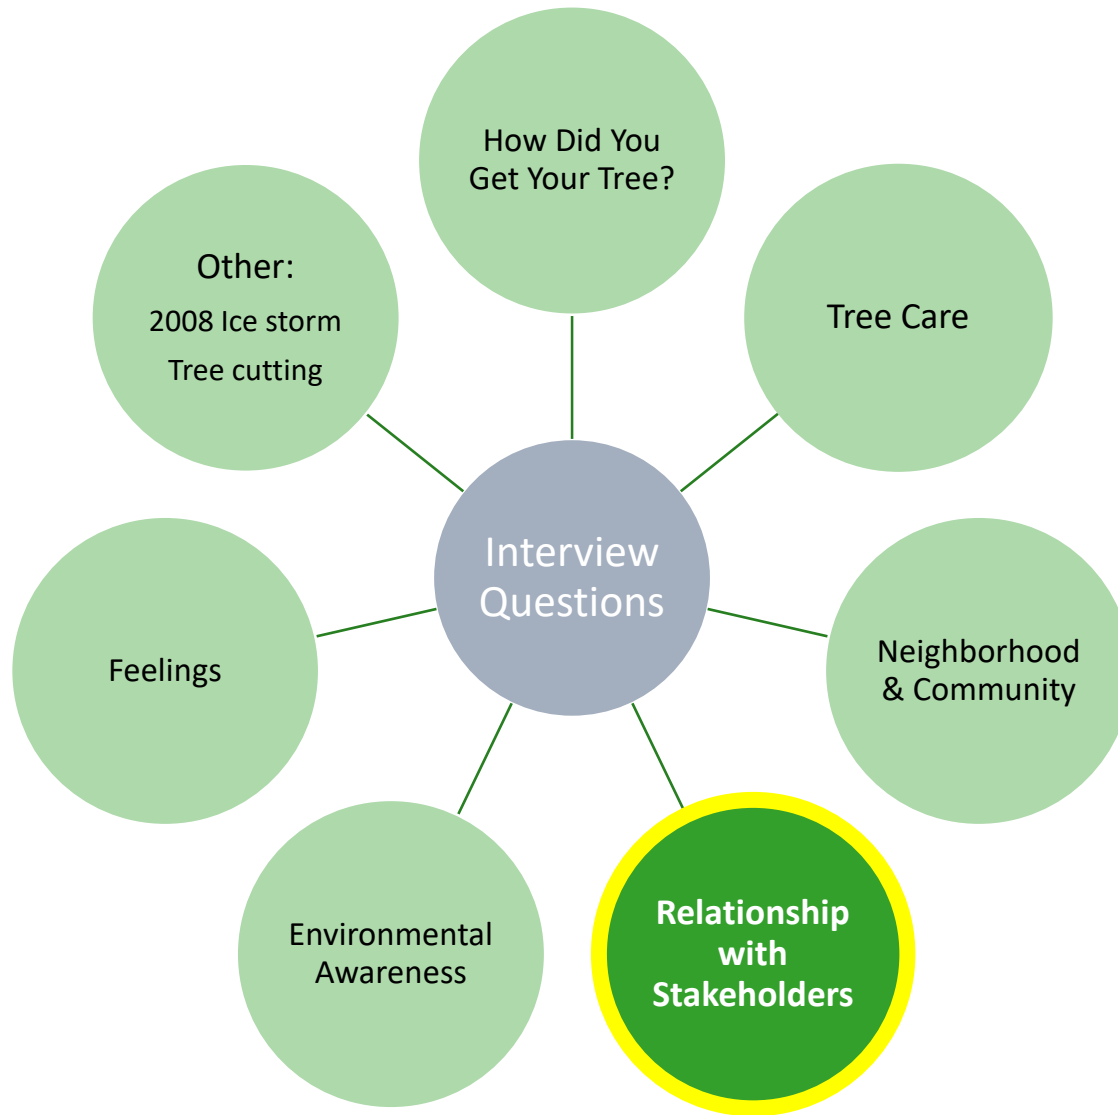 How Did You
Get Your Tree?
Tree Care
Neighborhood
& Community
Relationship
with
Stakeholders
Environmental
Awareness
Feelings
Other:
2008 Ice storm
Tree cutting
Interview
Questions